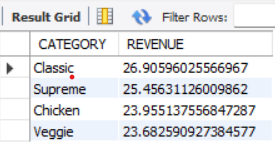 Result Grid Filter Rows:
CATEGORY REVENUE
Classic 26.90596025566967
Supreme 25.45631126009862
Chicken 23.955137556847287
Veggie 23.682590927384577